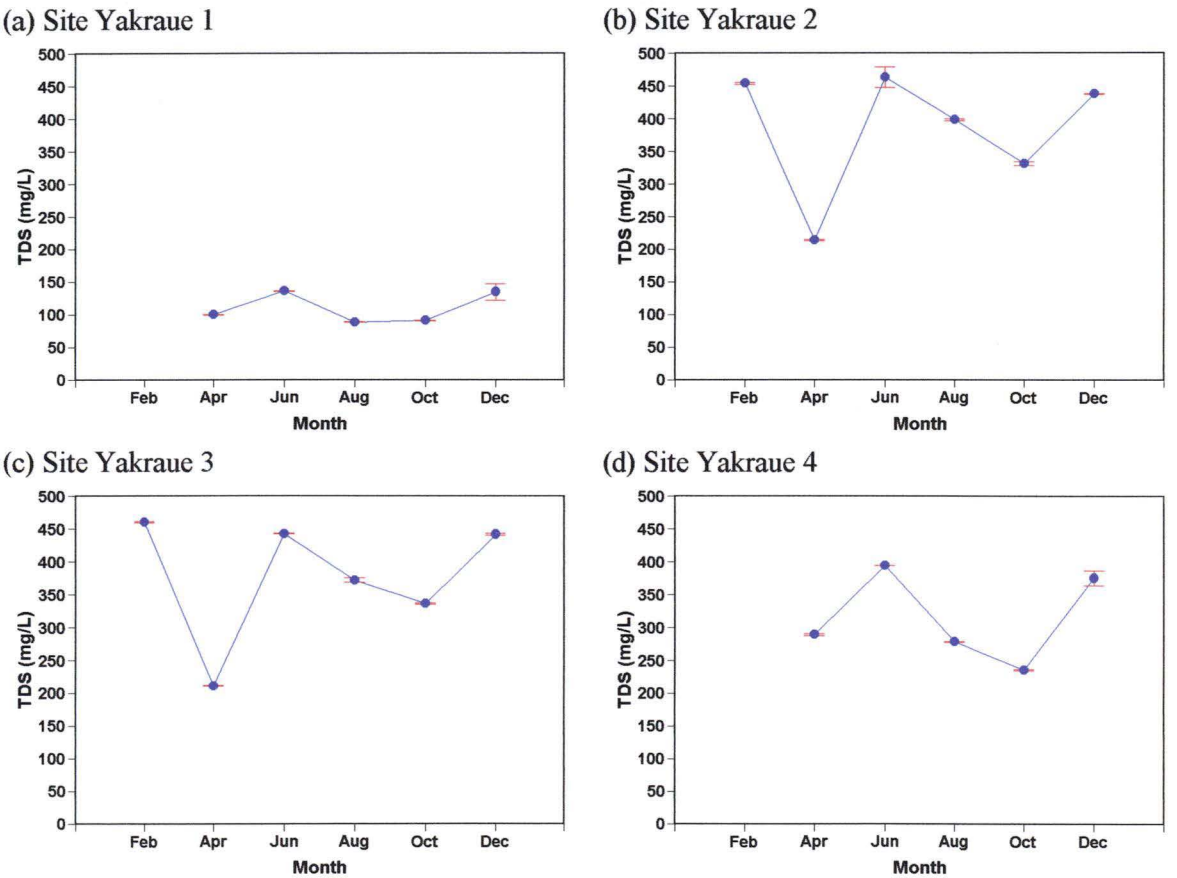 (a) Site Yakraue 1
500
450
400
350
300
250
200
150
100
50
0
TDS (mg/L)
Feb Apr Jun Aug Oct Dec
Month
(b) Site Yakraue 2
500
450
400
350
300
250
200
150
100
50
0
TDS (mg/L)
Feb Apr Jun Aug Oct Dec
Month
(c) Site Yakraue 3
500
450
400
350
300
250
200
150
100
50
0
TDS (mg/L)
Feb Apr Jun Aug Oct Dec
Month
(d) Site Yakraue 4
500
450
400
350
300
250
200
150
100
50
0
TDS (mg/L)
Feb Apr Jun Aug Oct Dec
Month